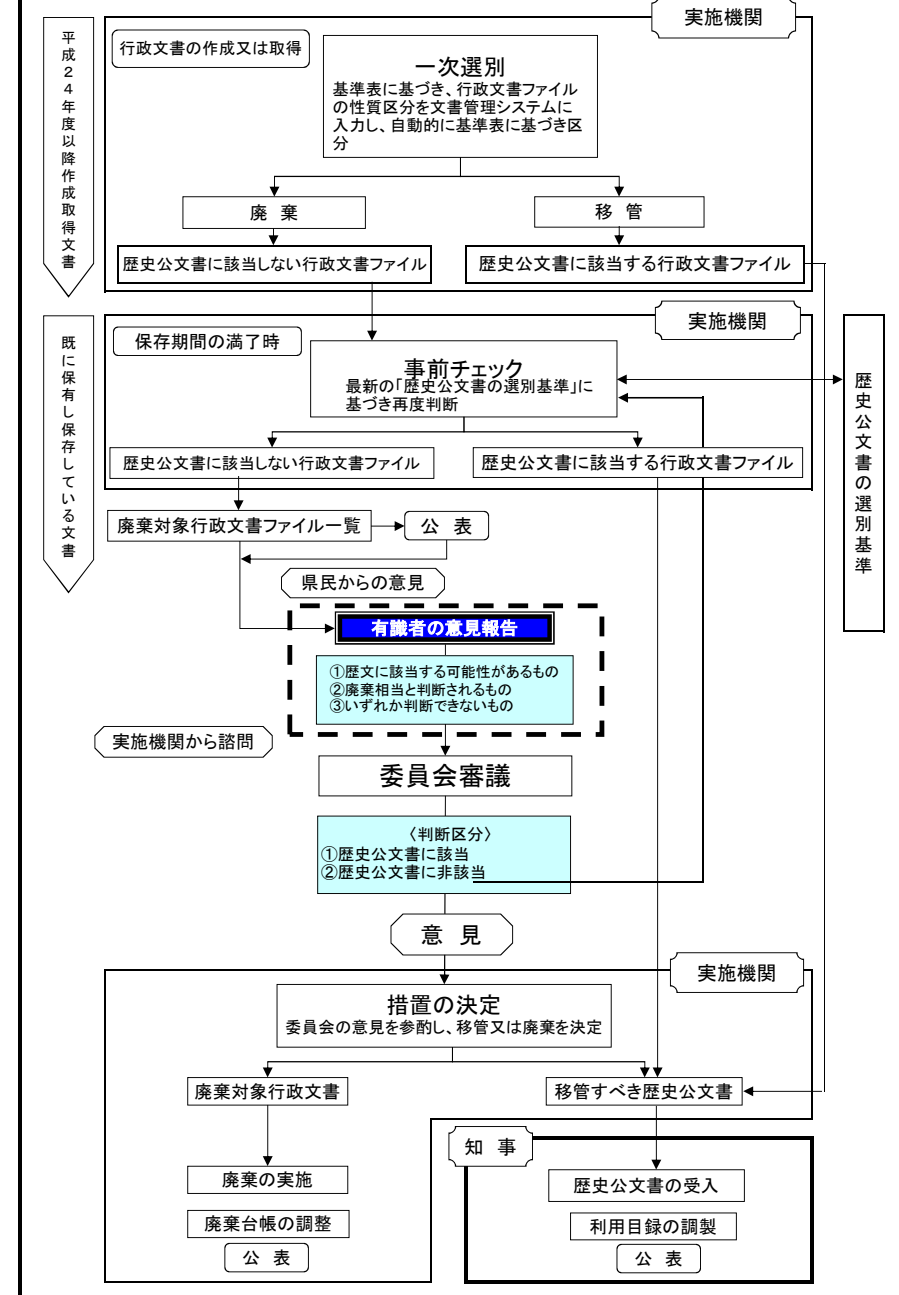 実施機関
平成24年度以降作成取得文書
行政文書の作成又は取得
一次選別
基準表に基づき、行政文書ファイル
の性質区分を文書管理システムに
入力し、自動的に基準表に基づき区
分
廃 棄
移 管
歴史公文書に該当しない行政文書ファイル
歴史公文書に該当する行政文書ファイル
実施機関
既に保有し保存している文書
保存期間の満了時
事前チェック
最新の「歴史公文書の選別基準」に
基づき再度判断
歴史公文書の選別基準
歴史公文書に該当しない行政文書ファイル
歴史公文書に該当する行政文書ファイル
廃棄対象行政文書ファイル一覧
公 表
県民からの意見
有識者の意見報告
①歴文に該当する可能性があるもの
②廃棄相当と判断されるもの
③いずれか判断できないもの
実施機関から諮問
委員会審議
〈判断区分〉
①歴史公文書に該当
②歴史公文書に非該当
意 見
実施機関
措置の決定
委員会の意見を参酌し、移管又は廃棄を決定
廃棄対象行政文書
移管すべき歴史公文書
知 事
廃棄の実施
歴史公文書の受入
廃棄台帳の調整
利用目録の調製
公 表
公 表